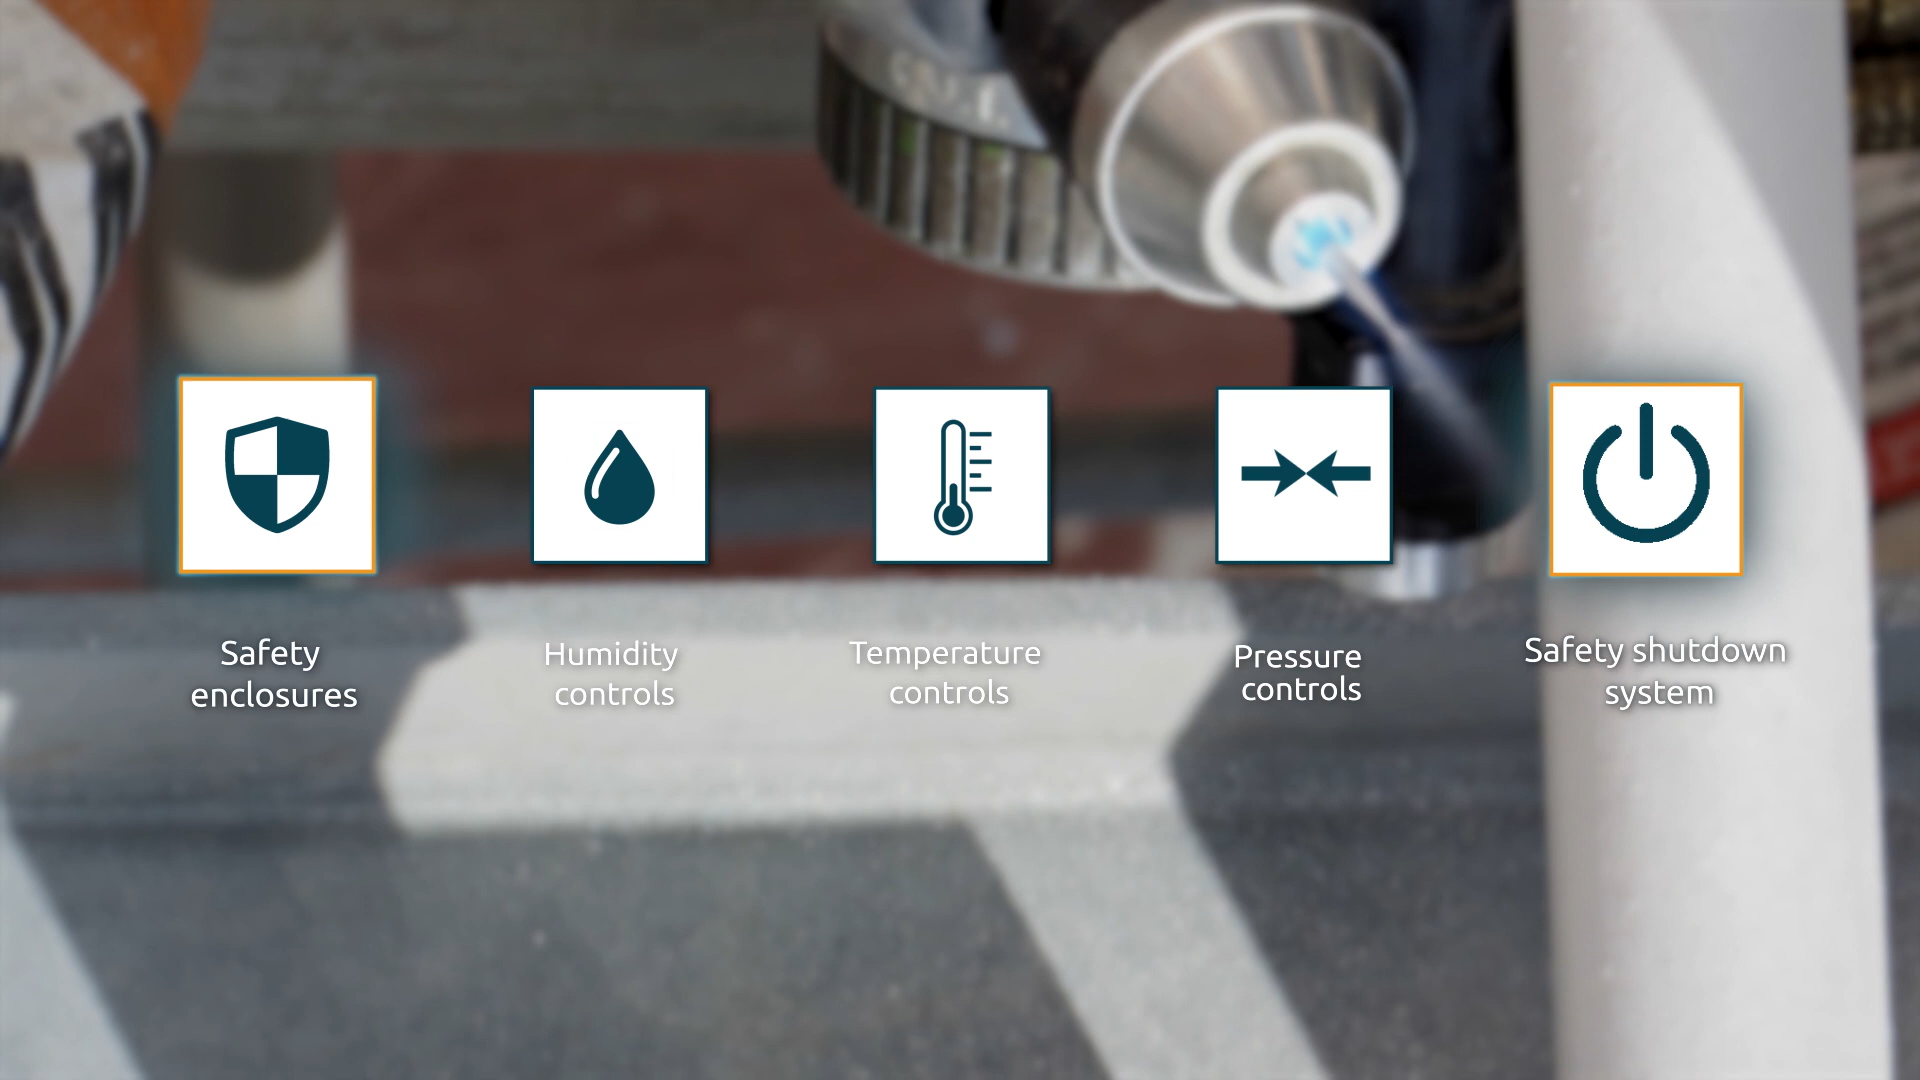 Safety
enclosures
Humidity
controls
Temperature
controls
Pressure
controls
Safety shutdown
system